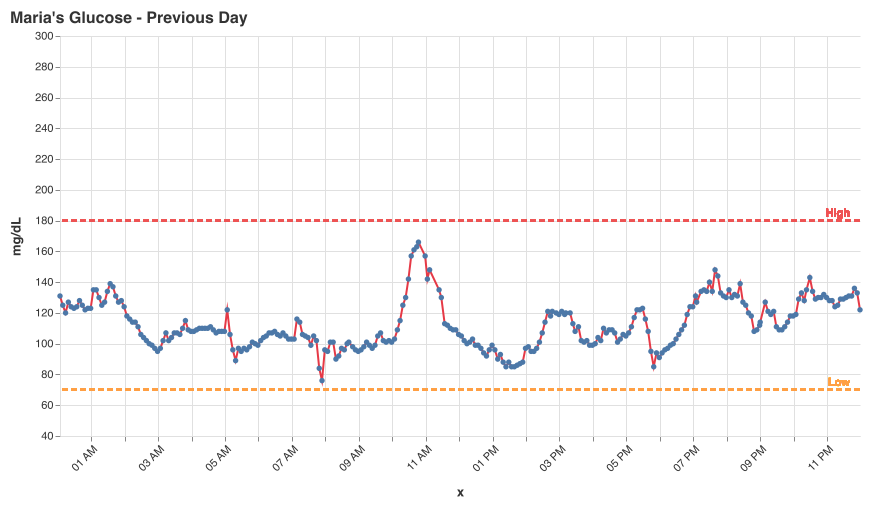 Maria's Glucose - Previous Day
300
280
260
240
220
200
180
160
140
120
100
80
60
40
mg/dL
High
Low
01 AM
03 AM
05 AM
07 AM
09 AM
11 AM
01 PM
03 PM
05 PM
07 PM
09 PM
11 PM
x